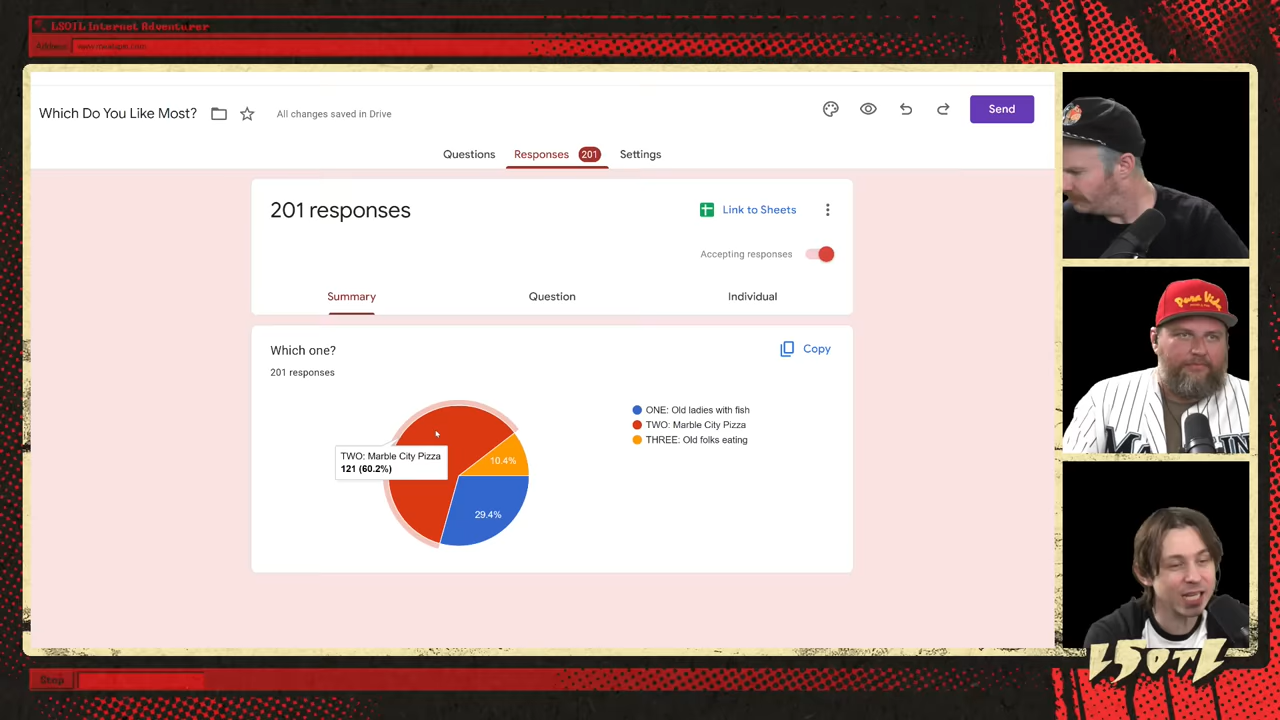 LSOTL Internet Adventurer
Address
Which Do You Like Most?
All changes saved in Drive
Send
Questions
Responses 201
Settings
201 responses
Link to Sheets
Accepting responses
Summary
Question
Individual
Which one?
Copy
201 responses
ONE: Old ladies with fish
TWO: Marble City Pizza
THREE: Old folks eating
TWO: Marble City Pizza
121 (60.2%)
10.4%
29.4%
Pura Vida
LSOTL
Stop